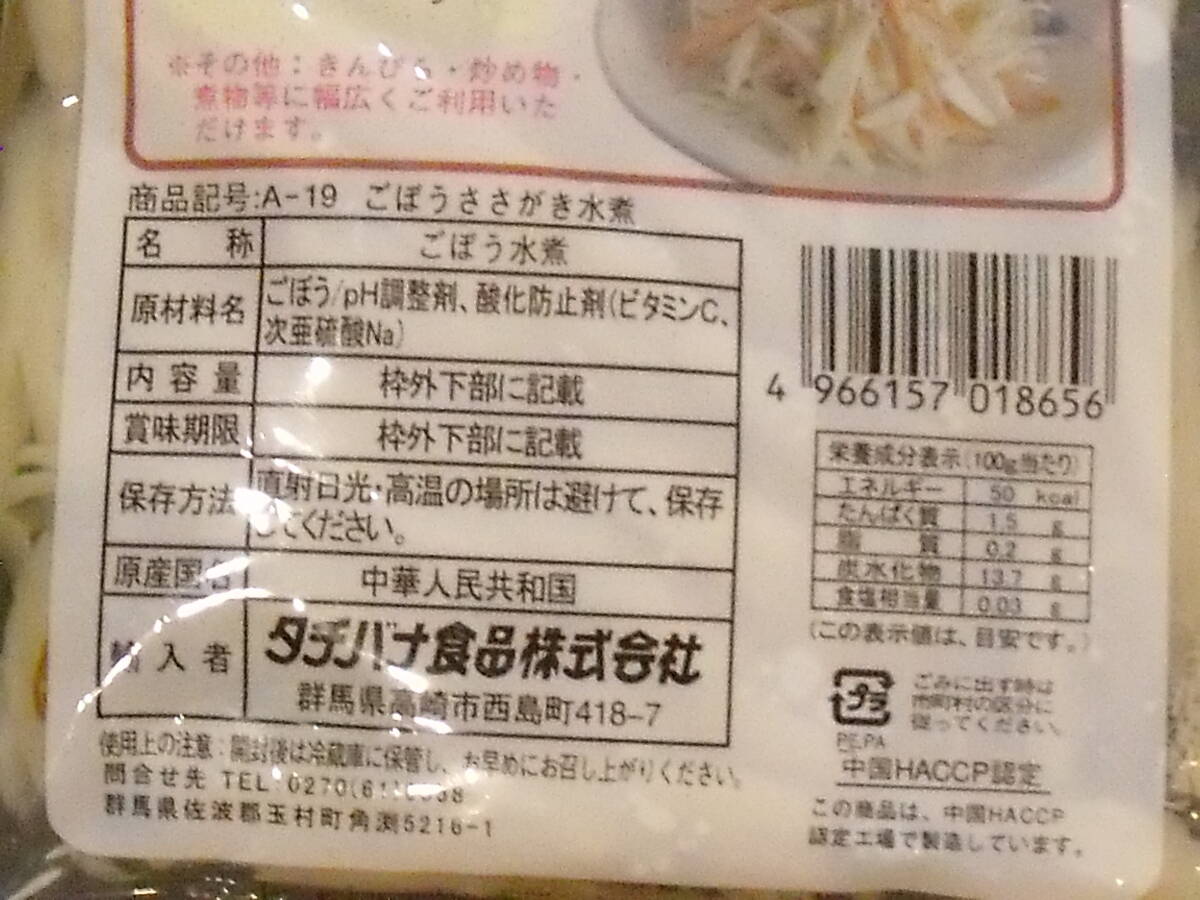 ※その他：きんぴら・炒め物・
煮物等に幅広くご利用いた
だけます。
商品記号:A-19 ごぼうささがき水煮
名称 ごぼう水煮
原材料名 ごぼう/pH調整剤、酸化防止剤(ビタミンC、
次亜硫酸Na)
内容量 枠外下部に記載
賞味期限 枠外下部に記載
保存方法 直射日光・高温の場所は避けて、保存
してください。
原産国名 中華人民共和国
輸入者 タチバナ食品株式会社
群馬県高崎市西島町418-7
使用上の注意：開封後は冷蔵庫に保管し、お早めにお召し上がりください。
問合せ先 TEL
群馬県佐波郡玉村町角渕5216-1
4 966157 018656
栄養成分表示(100g当たり)
エネルギー 50 kcal
たんぱく質 1.5 g
脂質 0.2 g
炭水化物 13.7 g
食塩相当量 0.03 g
(この表示値は、目安です。)
プラ
ごみに出す時は
市町村の区分に
従ってください。
PE,PA
中国HACCP認定
この商品は、中国HACCP
認定工場で製造しています。